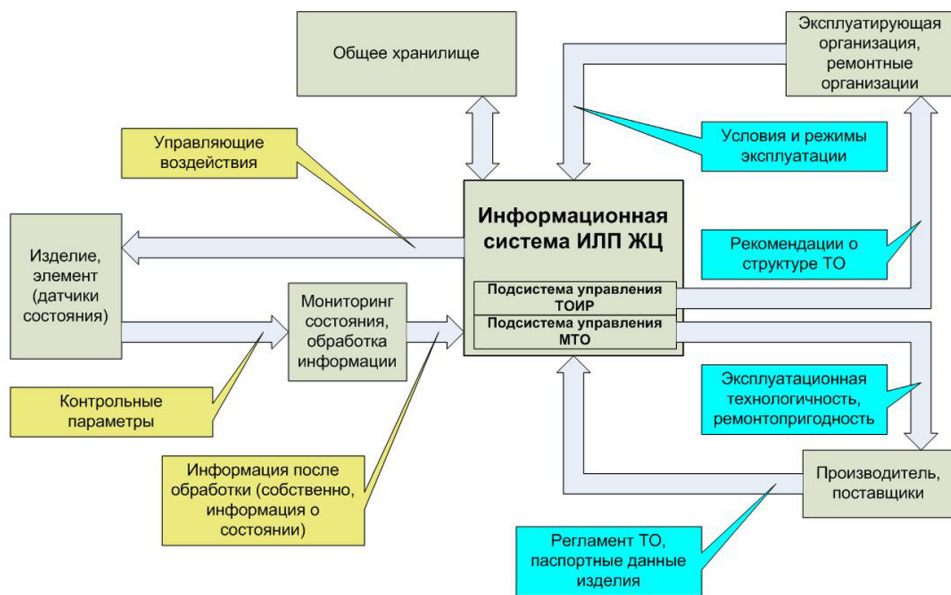 Общее хранилище
Эксплуатирующая
организация,
ремонтные
организации
Управляющие
воздействия
Условия и режимы
эксплуатации
Информационная
система ИЛП ЖЦ
Изделие,
элемент
(датчики
состояния)
Рекомендации о
структуре ТО
Мониторинг
состояния,
обработка
информации
Подсистема управления
ТОИР
Подсистема управления
МТО
Контрольные
параметры
Эксплуатационная
технологичность,
ремонтопригодность
Информация после
обработки (собственно,
информация о
состоянии)
Производитель,
поставщики
Регламент ТО,
паспортные данные
изделия